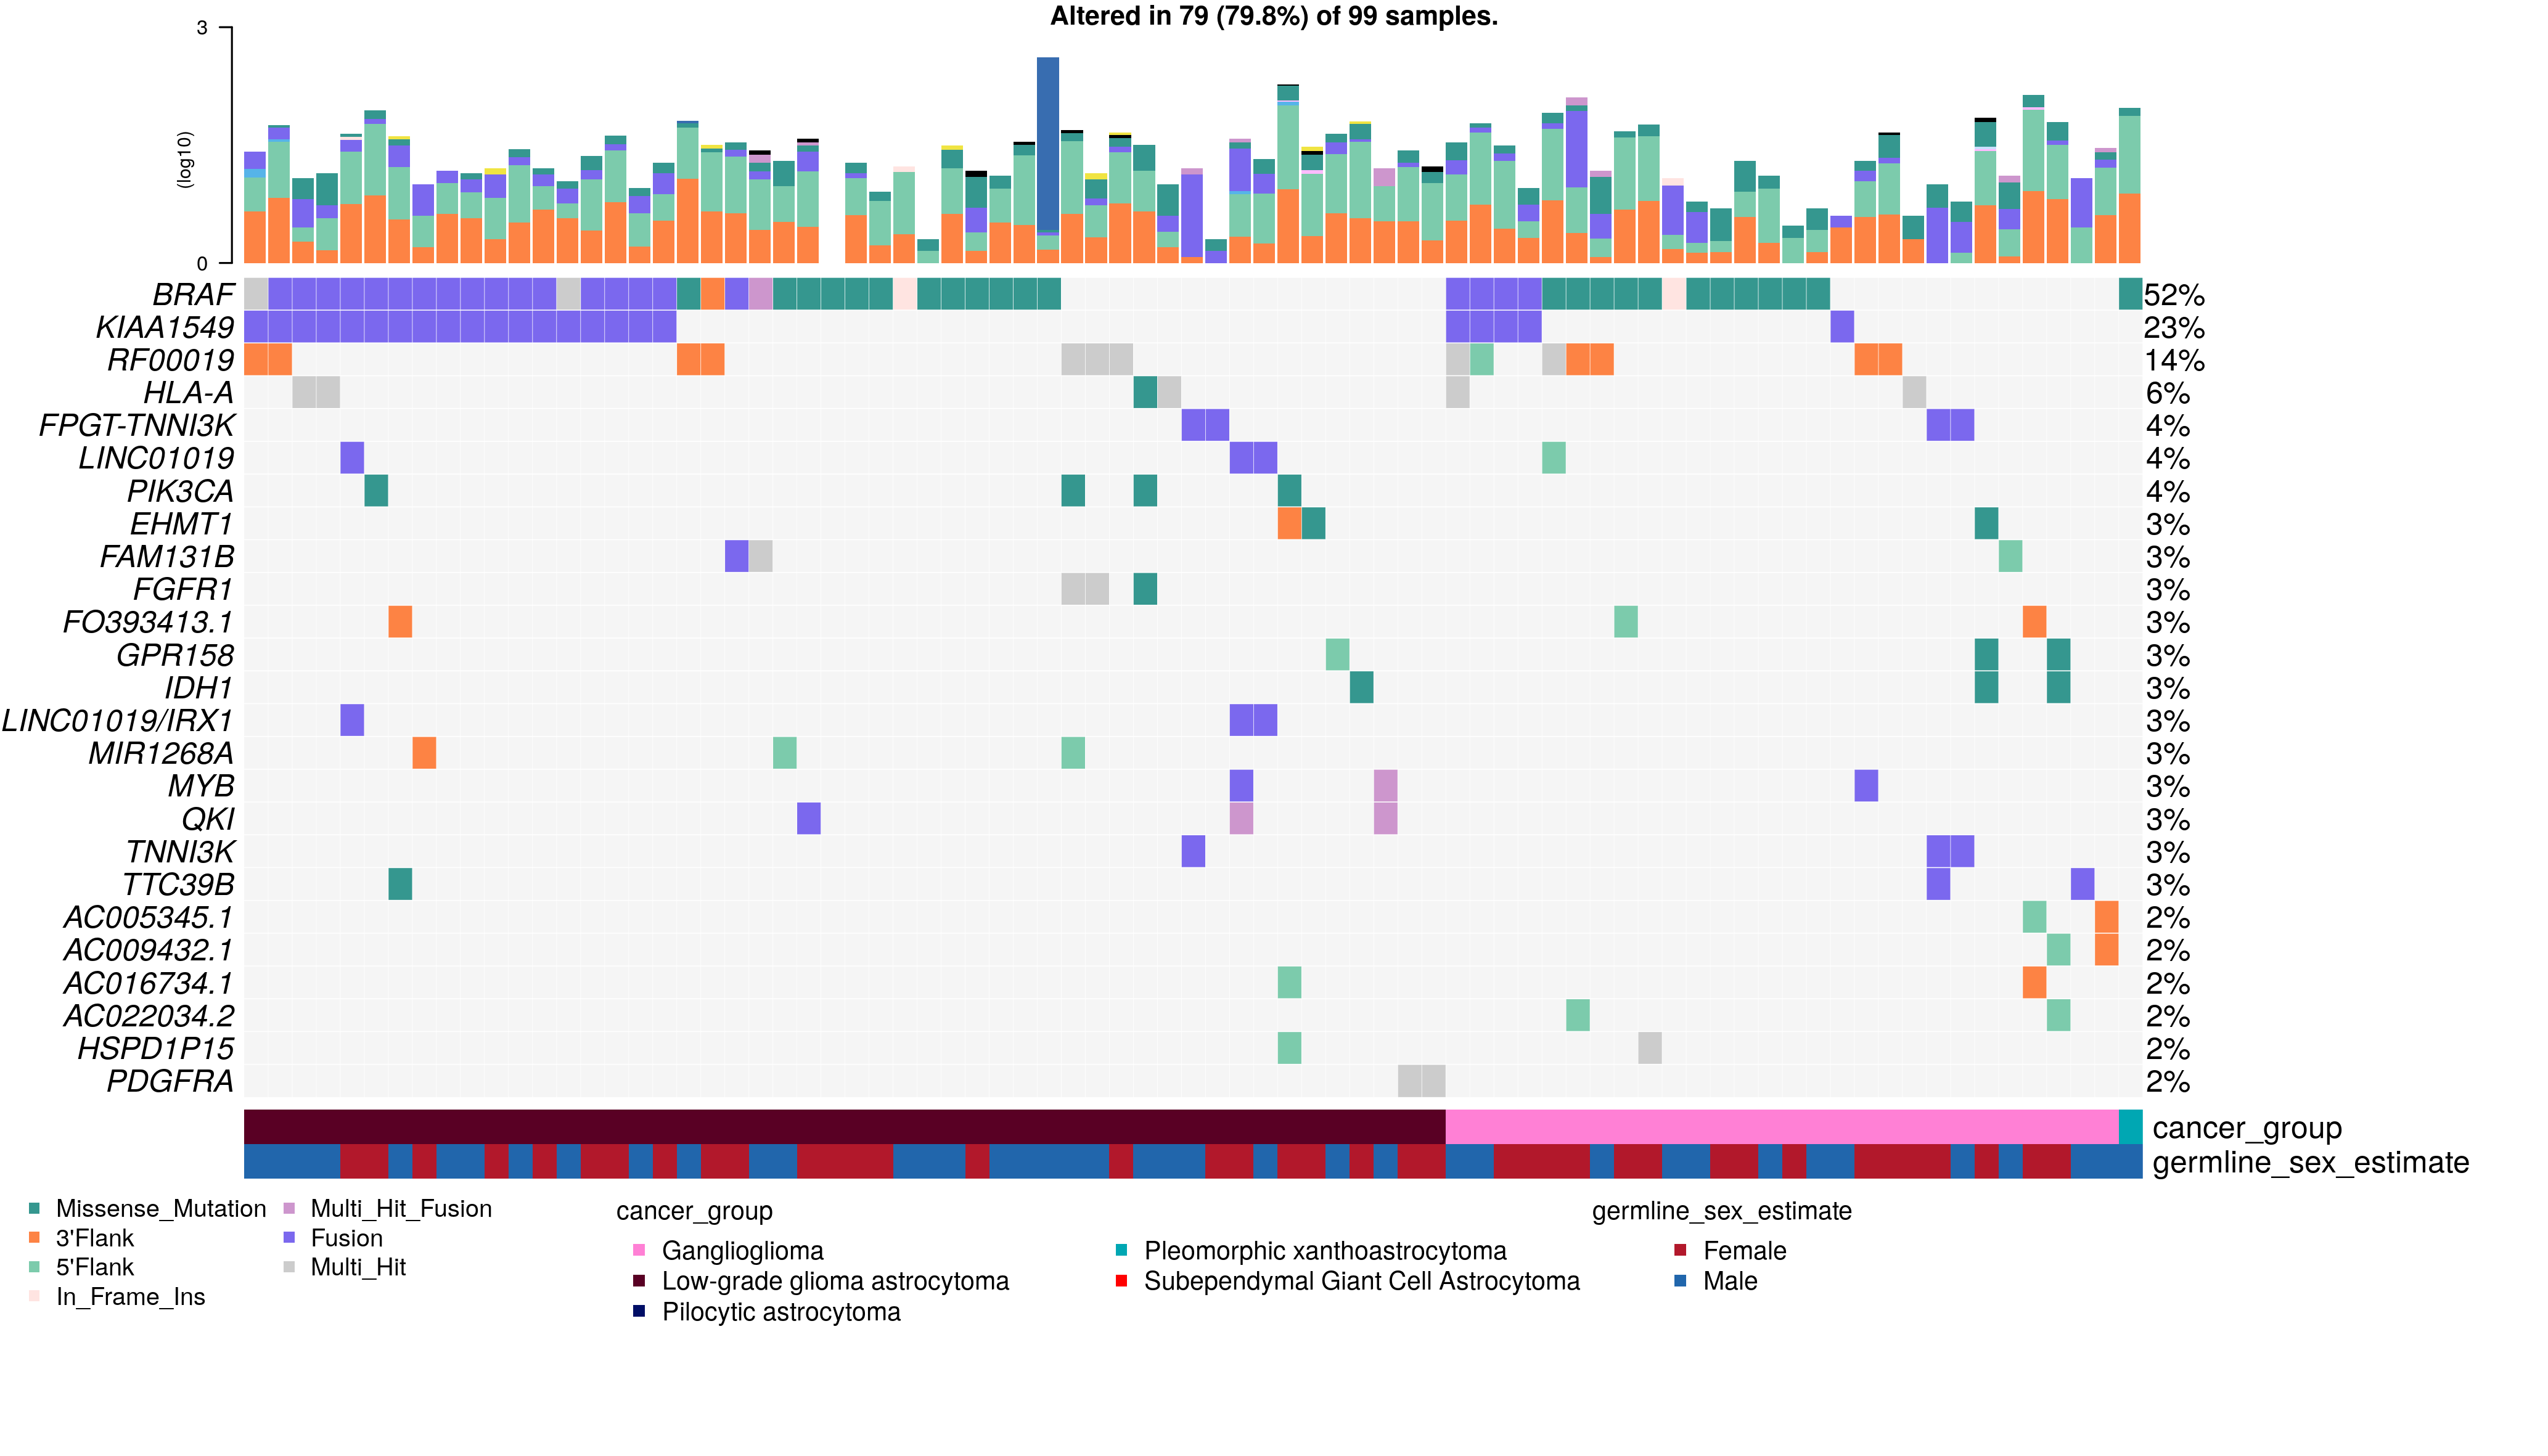 Altered in 79 (79.8%) of 99 samples.
3
(log10)
0
BRAF 52%
KIAA1549 23%
RF00019 14%
HLA-A 6%
FPGT-TNNI3K 4%
LINC01019 4%
PIK3CA 4%
EHMT1 3%
FAM131B 3%
FGFR1 3%
FO393413.1 3%
GPR158 3%
IDH1 3%
LINC01019/IRX1 3%
MIR1268A 3%
MYB 3%
QKI 3%
TNNI3K 3%
TTC39B 3%
AC005345.1 2%
AC009432.1 2%
AC016734.1 2%
AC022034.2 2%
HSPD1P15 2%
PDGFRA 2%
cancer_group
germline_sex_estimate
Missense_Mutation
3'Flank
5'Flank
In_Frame_Ins
Multi_Hit_Fusion
Fusion
Multi_Hit
cancer_group
Ganglioglioma
Low-grade glioma astrocytoma
Pilocytic astrocytoma
Pleomorphic xanthoastrocytoma
Subependymal Giant Cell Astrocytoma
germline_sex_estimate
Female
Male